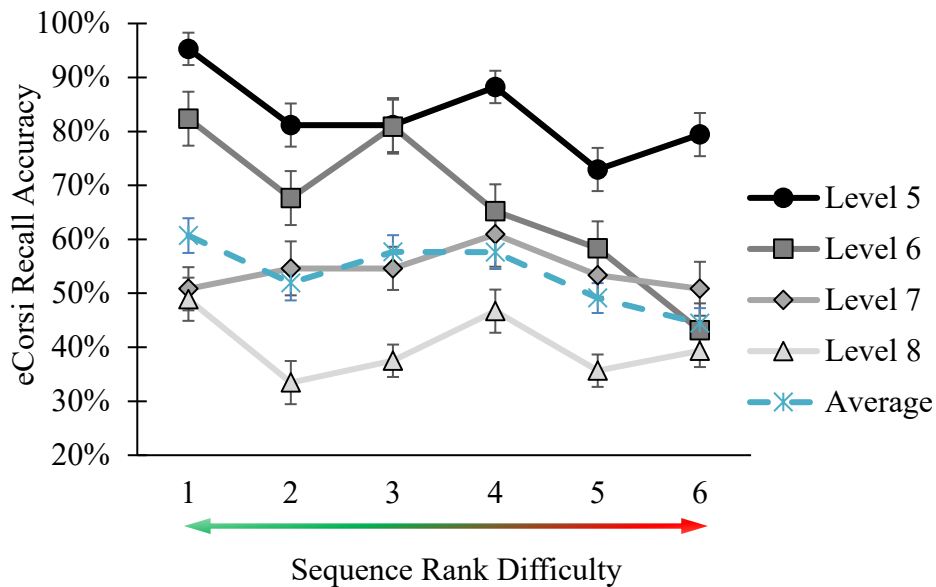 100%
90%
80%
70%
60%
50%
40%
30%
20%
eCorsi Recall Accuracy
1 2 3 4 5 6
Sequence Rank Difficulty
Level 5
Level 6
Level 7
Level 8
Average